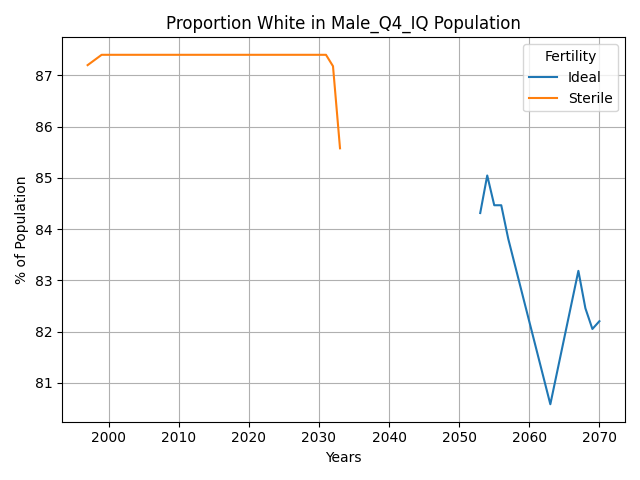 Proportion White in Male_Q4_IQ Population
Fertility
Ideal
Sterile
% of Population
87
86
85
84
83
82
81
2000 2010 2020 2030 2040 2050 2060 2070
Years